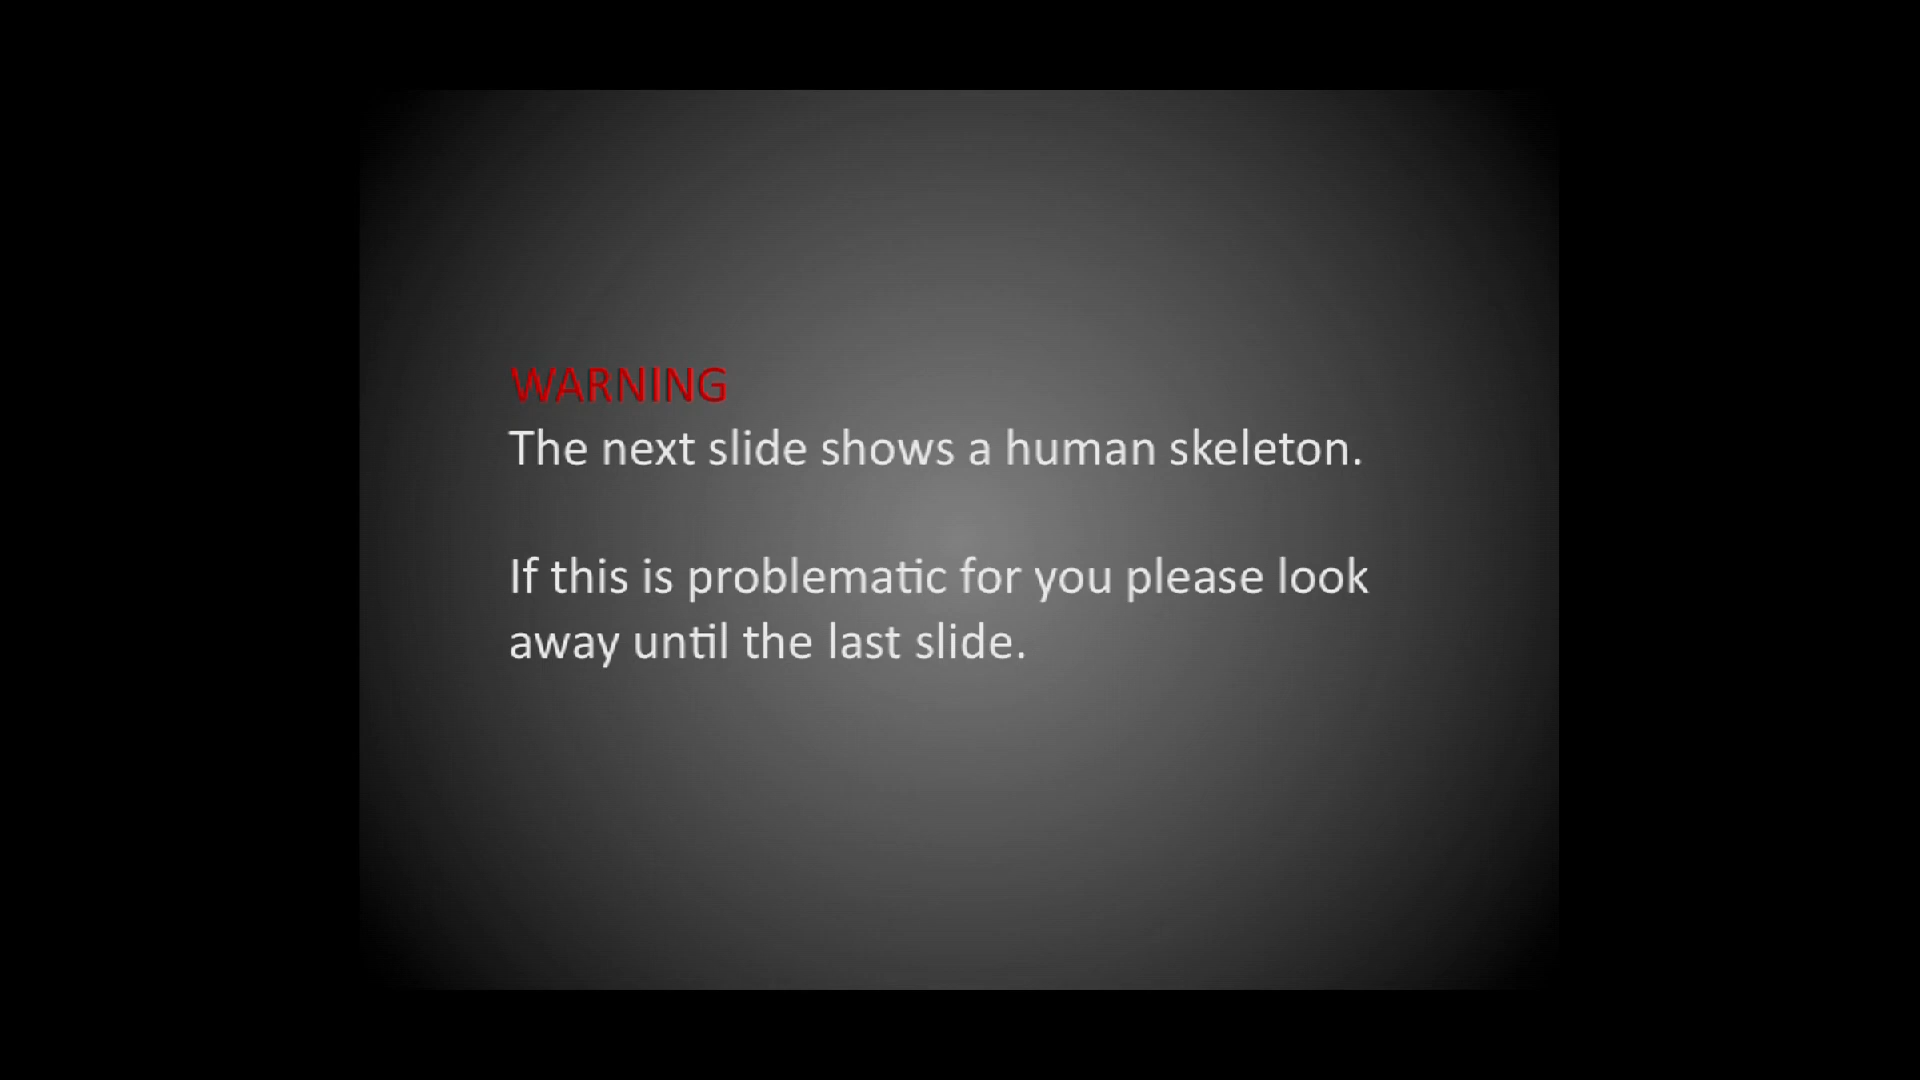 WARNING
The next slide shows a human skeleton.
If this is problematic for you please look
away until the last slide.